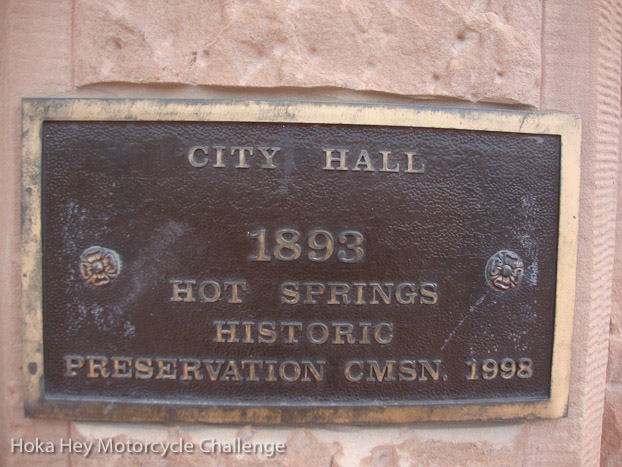 CITY HALL
1893
HOT SPRINGS
HISTORIC
PRESERVATION CMSN. 1998
Hoka Hey Motorcycle Challenge